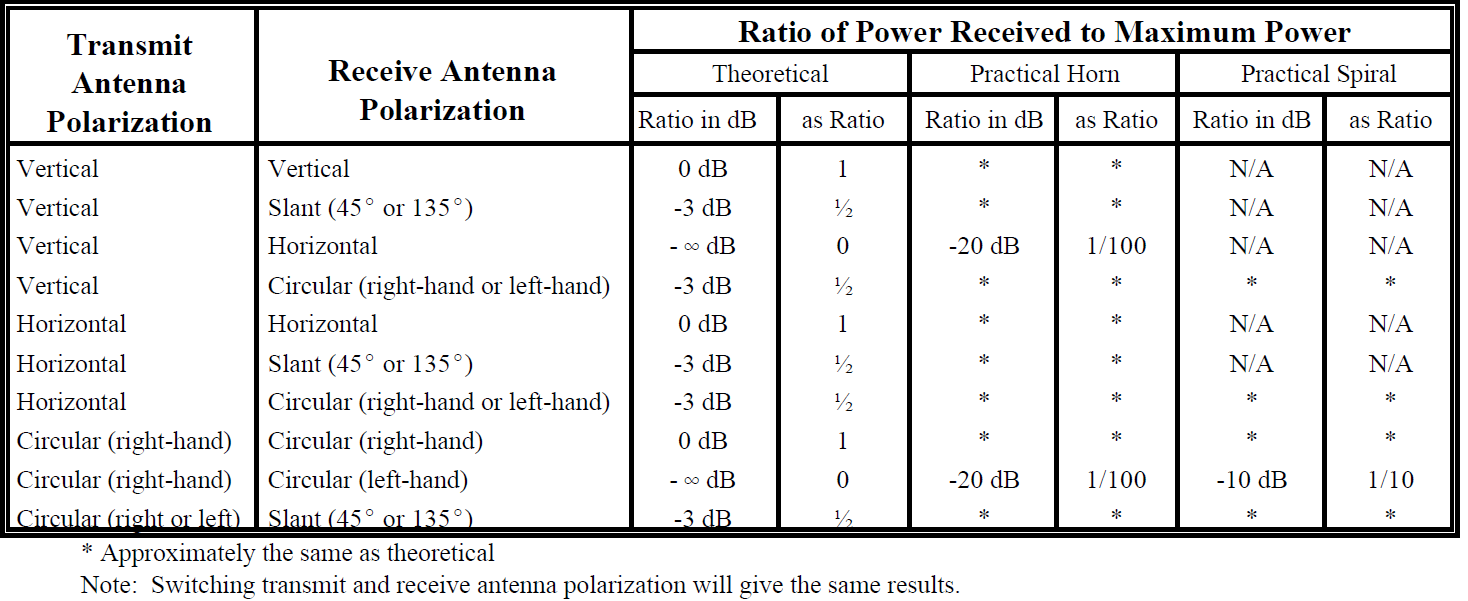 Transmit Antenna Polarization Receive Antenna Polarization Ratio of Power Received to Maximum Power
Theoretical Practical Horn Practical Spiral
Ratio in dB as Ratio Ratio in dB as Ratio Ratio in dB as Ratio
Vertical Vertical 0 dB 1 * * N/A N/A
Vertical Slant (45° or 135°) -3 dB ½ * * N/A N/A
Vertical Horizontal - ∞ dB 0 -20 dB 1/100 N/A N/A
Vertical Circular (right-hand or left-hand) -3 dB ½ * * * *
Horizontal Horizontal 0 dB 1 * * N/A N/A
Horizontal Slant (45° or 135°) -3 dB ½ * * N/A N/A
Horizontal Circular (right-hand or left-hand) -3 dB ½ * * * *
Circular (right-hand) Circular (right-hand) 0 dB 1 * * * *
Circular (right-hand) Circular (left-hand) - ∞ dB 0 -20 dB 1/100 -10 dB 1/10
Circular (right or left) Slant (45° or 135°) -3 dB ½ * * * *
* Approximately the same as theoretical
Note: Switching transmit and receive antenna polarization will give the same results.